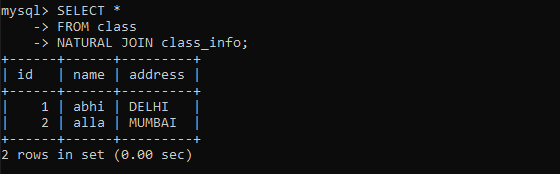 mysql> SELECT *
    -> FROM class
    -> NATURAL JOIN class_info;
+------+------+---------+
| id   | name | address |
+------+------+---------+
|    1 | abhi | DELHI   |
|    2 | alla | MUMBAI  |
+------+------+---------+
2 rows in set (0.00 sec)